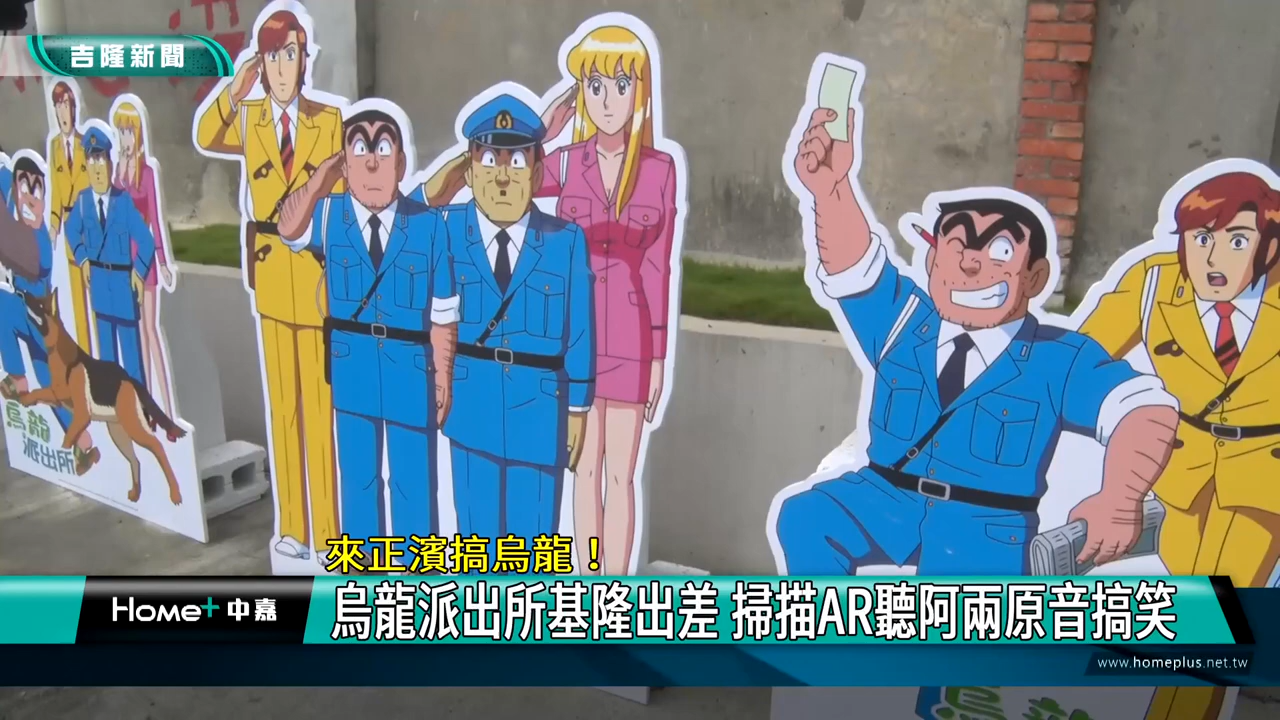 吉隆新聞
烏龍
派出所
來正濱搞烏龍！
Home+ 中嘉
烏龍派出所基隆出差 掃描AR聽阿兩原音搞笑
www.homeplus.net.tw
烏龍